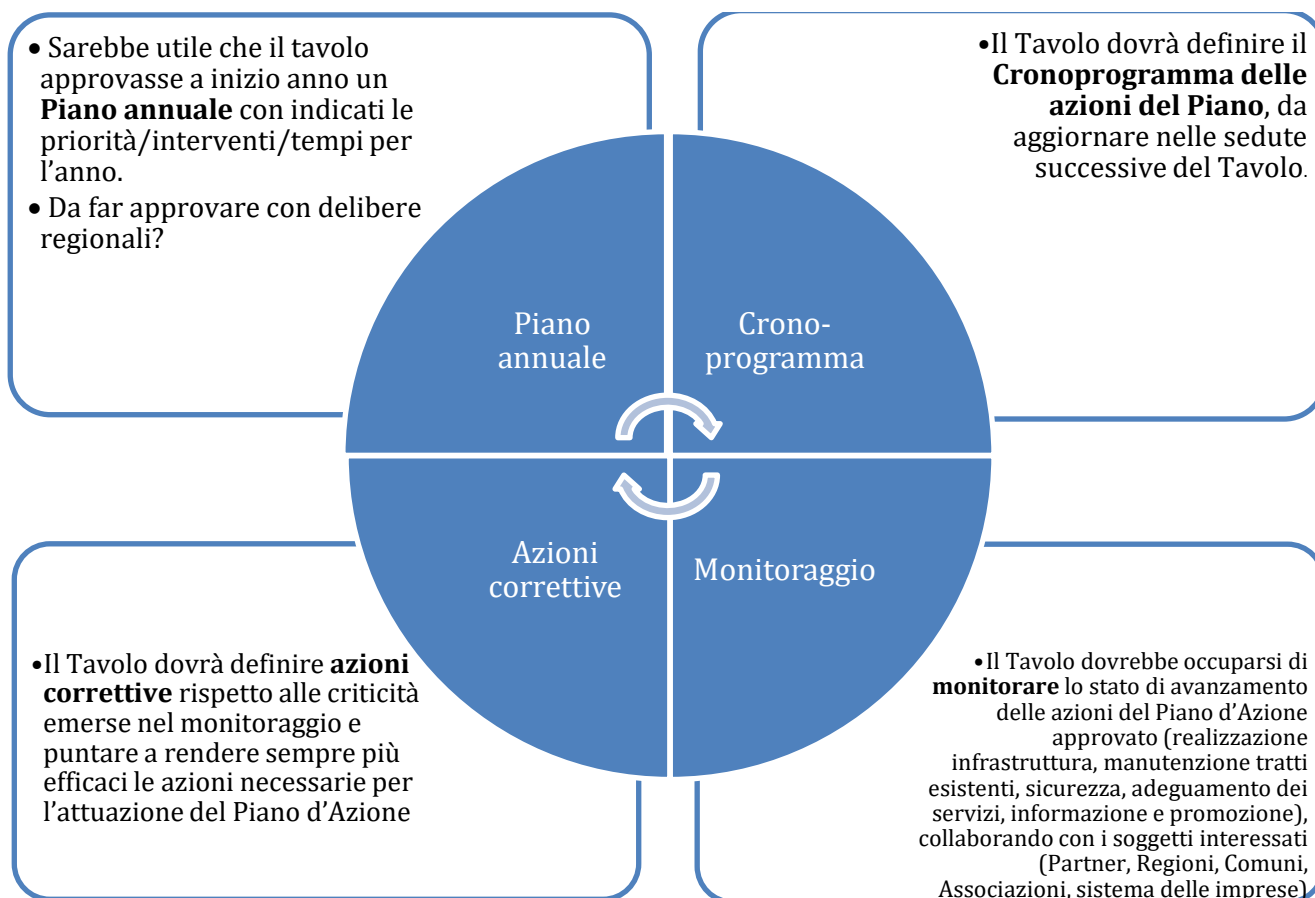 • Sarebbe utile che il tavolo
approvasse a inizio anno un
Piano annuale con indicati le
priorità/interventi/tempi per
l'anno.
• Da far approvare con delibere
regionali?
•Il Tavolo dovrà definire il
Cronoprogramma delle
azioni del Piano, da
aggiornare nelle sedute
successive del Tavolo.
Piano
annuale
Crono-
programma
Azioni
correttive
Monitoraggio
•Il Tavolo dovrà definire azioni
correttive rispetto alle criticità
emerse nel monitoraggio e
puntare a rendere sempre più
efficaci le azioni necessarie per
l'attuazione del Piano d'Azione
•Il Tavolo dovrebbe occuparsi di
monitorare lo stato di avanzamento
delle azioni del Piano d'Azione
approvato (realizzazione
infrastruttura, manutenzione tratti
esistenti, sicurezza, adeguamento dei
servizi, informazione e promozione),
collaborando con i soggetti interessati
(Partner, Regioni, Comuni,
Associazioni, sistema delle imprese)